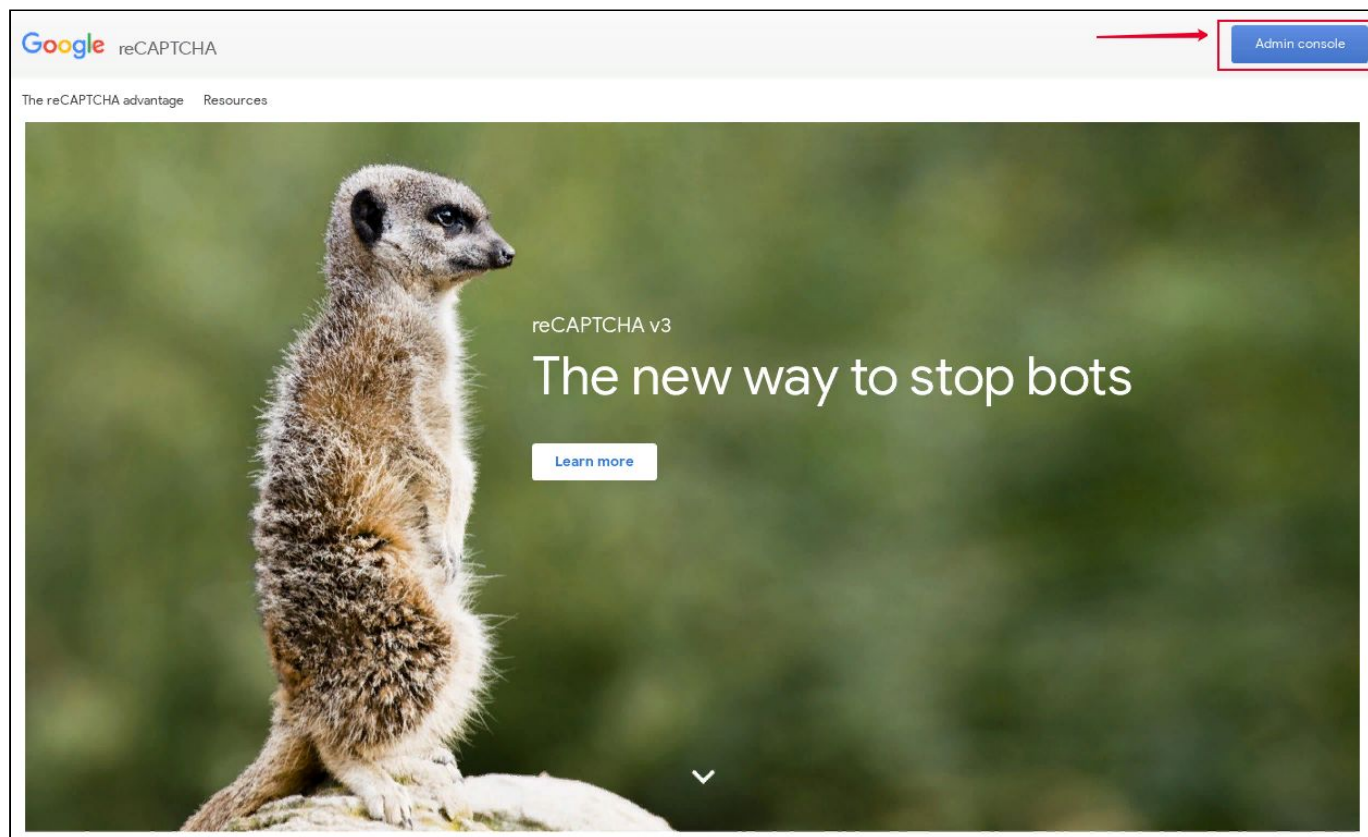 Google reCAPTCHA
Admin console
The reCAPTCHA advantage Resources
reCAPTCHA v3
The new way to stop bots
Learn more